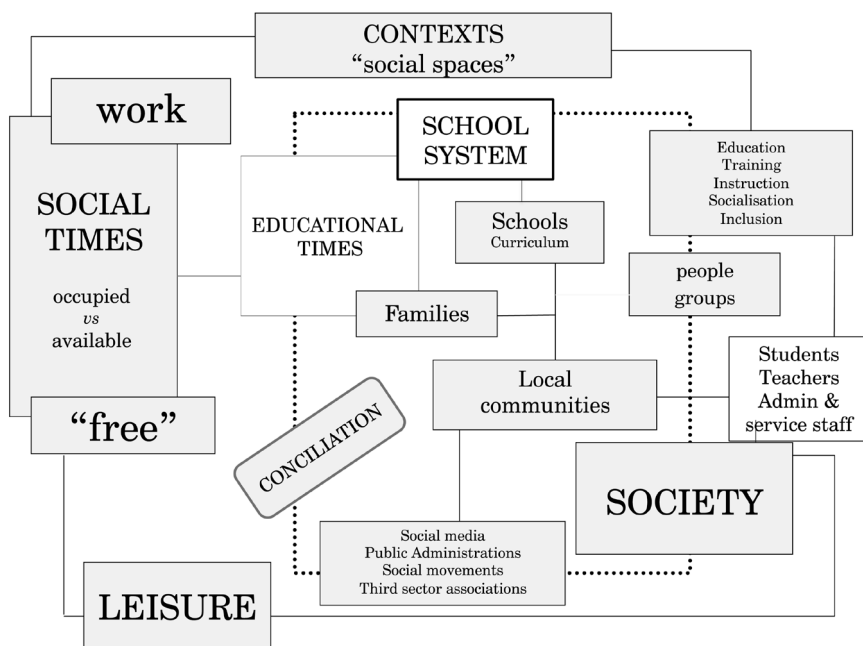 CONTEXTS
“social spaces”
work
SCHOOL
SYSTEM
Education
Training
Instruction
Socialisation
Inclusion
SOCIAL
TIMES
occupied
vs
available
EDUCATIONAL
TIMES
Schools
Curriculum
people
groups
Families
Students
Teachers
Admin &
service staff
Local
communities
“free”
CONCILIATION
SOCIETY
Social media
Public Administrations
Social movements
Third sector associations
LEISURE